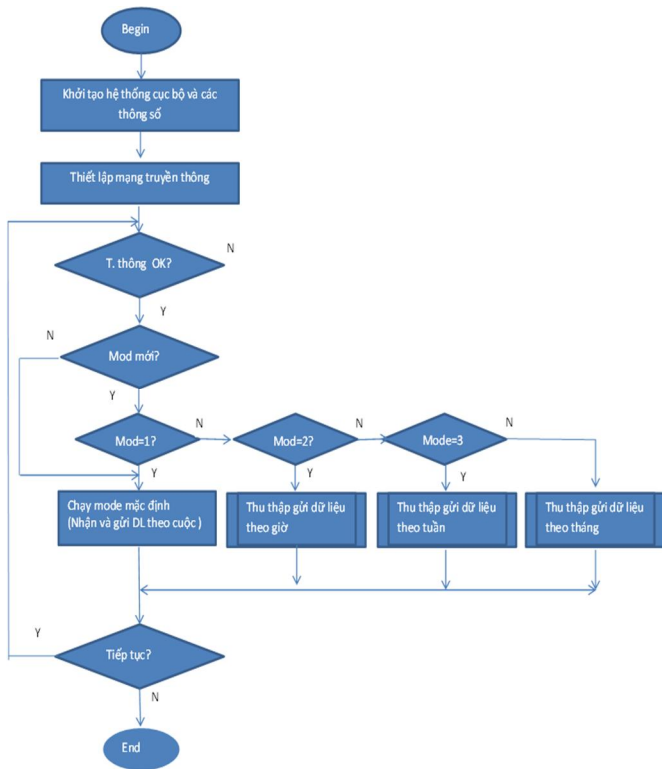 Begin
Khởi tạo hệ thống cục bộ và các
thông số
Thiết lập mạng truyền thông
T. thông OK?
N
Y
N
Mod mới?
Y
Mod=1?
N
Mod=2?
N
Mode=3
N
Y
Y
Y
Chạy mode mặc định
(Nhận và gửi DL theo cuộc )
Thu thập gửi dữ liệu
theo giờ
Thu thập gửi dữ liệu
theo tuần
Thu thập gửi dữ liệu
theo tháng
Y
Tiếp tục?
N
End